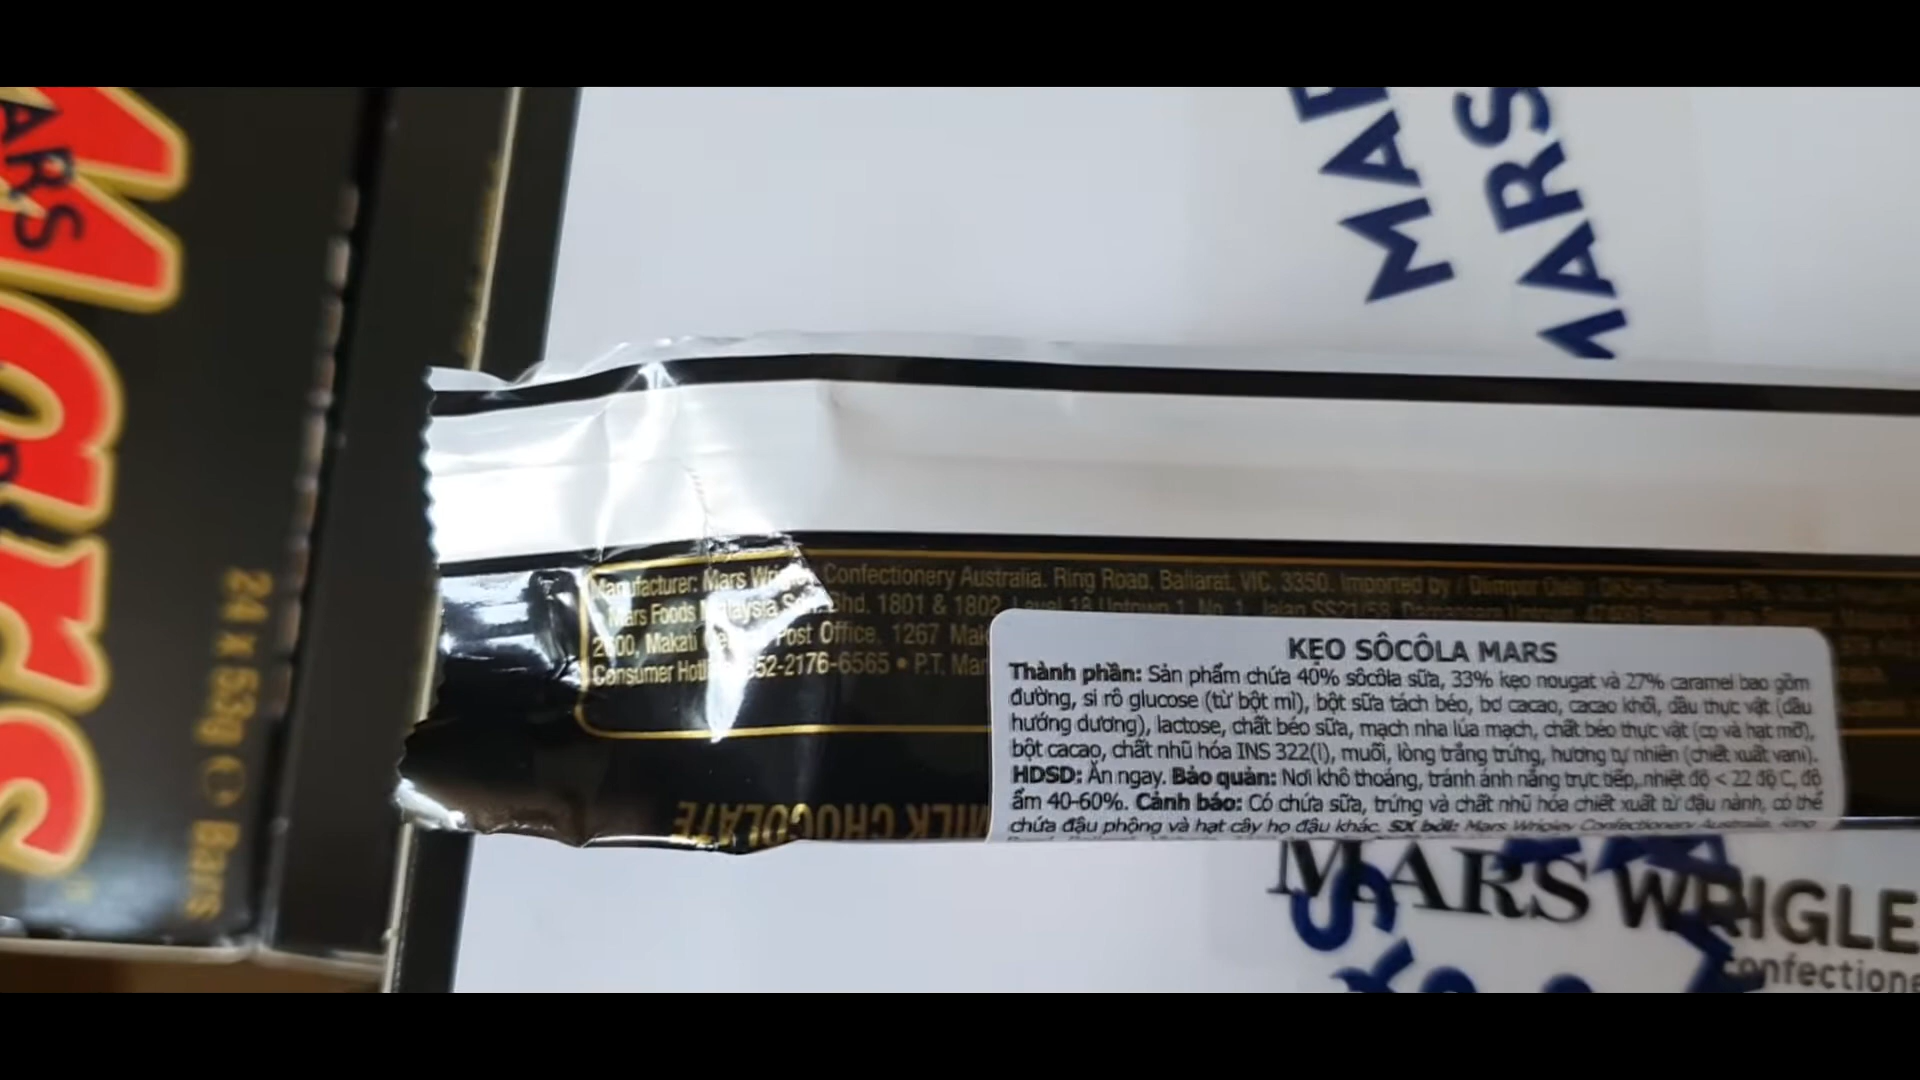 Mars
24 x 53g Bars
MARS
MARS
Manufacturer: Mars Wrigley Confectionery Australia. Ring Road, Ballarat, VIC, 3350. Imported by /
Mars Foods Malaysia Sdn. Bhd. 1801 & 1802, Level 18 Uptown 1, No. 1, Jalan SS21/58, Damansara Uptown, 47400
Makati Post Office, 1267
Consumer 852-2176-6565 • P.T. Mar
KẸO SÔCÔLA MARS
Thành phần: Sản phẩm chứa 40% sôcôla sữa, 33% kẹo nougat và 27% caramel bao gồm
đường, si rô glucose (từ bột mì), bột sữa tách béo, bơ cacao, cacao khối, dầu thực vật (dầu
hướng dương), lactose, chất béo sữa, mạch nha lúa mạch, chất béo thực vật (cọ và hạt mỡ),
bột cacao, chất nhũ hóa INS 322(i), muối, lòng trắng trứng, hương tự nhiên (chiết xuất vani).
HDSD: Ăn ngay. Bảo quản: Nơi khô thoáng, tránh ánh nắng trực tiếp, nhiệt độ < 22 độ C, độ
ẩm 40-60%. Cảnh báo: Có chứa sữa, trứng và chất nhũ hóa chiết xuất từ đậu nành, có thể
chứa đậu phộng và hạt cây họ đậu khác. SX bởi: Mars Wrigley Confectionery Australia
MILK CHOCOLATE
MARS WRIGLE
confectione